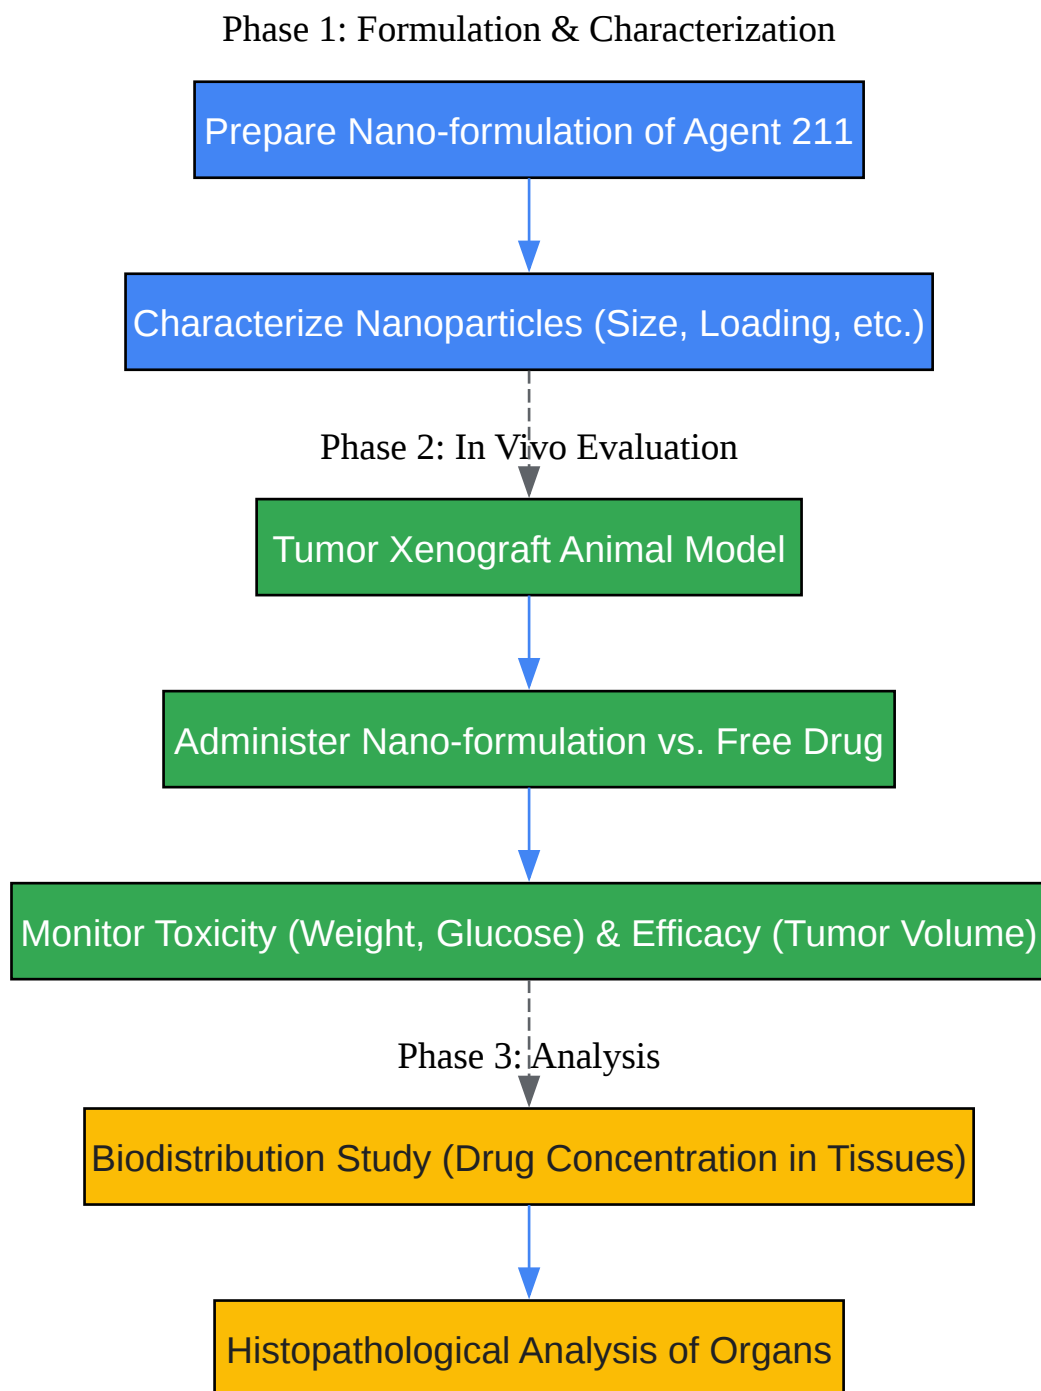 Phase 1: Formulation & Characterization
Prepare Nano-formulation of Agent 211
Characterize Nanoparticles (Size, Loading, etc.)
Phase 2: In Vivo Evaluation
Tumor Xenograft Animal Model
Administer Nano-formulation vs. Free Drug
Monitor Toxicity (Weight, Glucose) & Efficacy (Tumor Volume)
Phase 3: Analysis
Biodistribution Study (Drug Concentration in Tissues)
Histopathological Analysis of Organs